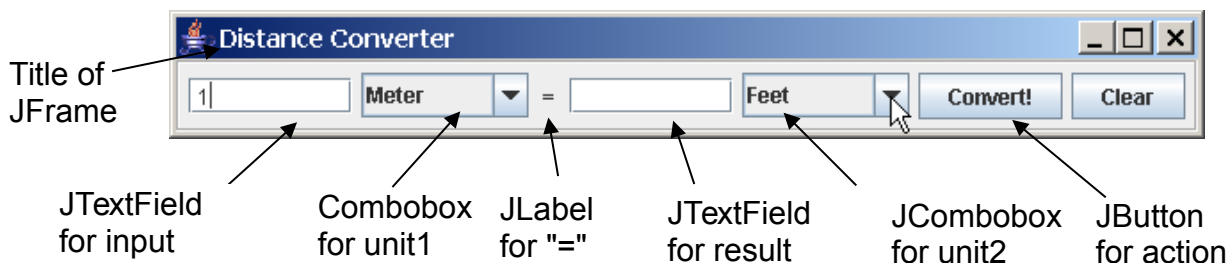 Distance Converter
Title of
JFrame
1 Meter = Feet Convert! Clear
JTextField
for input
Combobox
for unit1
JLabel
for "="
JTextField
for result
JCombobox
for unit2
JButton
for action